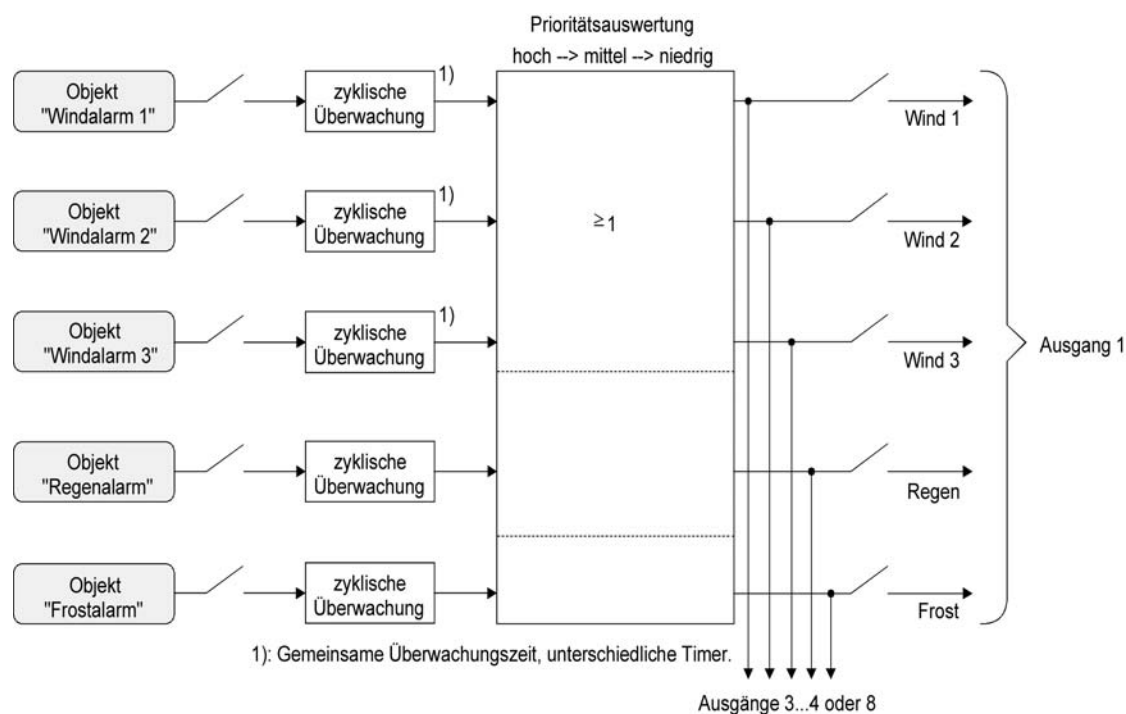 Prioritätsauswertung
hoch --> mittel --> niedrig
Objekt
"Windalarm 1"
zyklische
Überwachung
1)
Wind 1
Objekt
"Windalarm 2"
zyklische
Überwachung
1)
≥1
Wind 2
Objekt
"Windalarm 3"
zyklische
Überwachung
1)
Wind 3
Ausgang 1
Objekt
"Regenalarm"
zyklische
Überwachung
Regen
Objekt
"Frostalarm"
zyklische
Überwachung
Frost
1): Gemeinsame Überwachungszeit, unterschiedliche Timer.
Ausgänge 3...4 oder 8